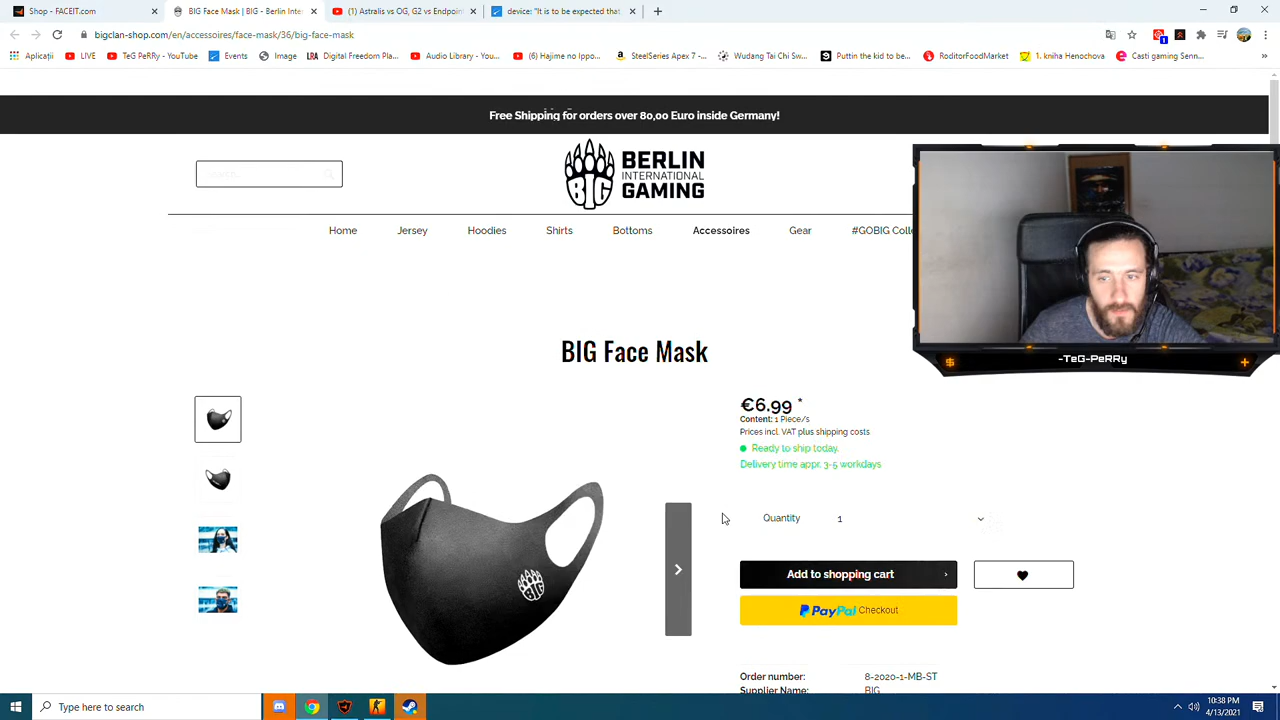 Shop - FACEIT.com
BIG Face Mask | BIG - Berlin Inte
(1) Astralis vs OG, G2 vs Endpoint
device: "It is to be expected that
bigclan-shop.com/en/accessoires/face-mask/36/big-face-mask
Aplicații
LIVE
TeG PeRRy - YouTube
Events
Image
LRA
Digital Freedom Pla...
Audio Library - You...
(6) Hajime no Ippo...
SteelSeries Apex 7 -...
Wudang Tai Chi Sw...
Puttin the kid to be...
RoditorFoodMarket
1. kniha Henochova
Casti gaming Senn...
»
Free Shipping for orders over 80,00 Euro inside Germany!
BIG
BERLIN
INTERNATIONAL
GAMING
Home
Jersey
Hoodies
Shirts
Bottoms
Accessoires
Gear
#GOBIG Colle
-TeG-PeRRy
BIG Face Mask
€6.99 *
Content: 1 Piece/s
Prices incl. VAT plus shipping costs
Ready to ship today.
Delivery time appr. 3-5 workdays
Quantity
1
BIG
Add to shopping cart
PayPal Checkout
Order number:
8-2020-1-MB-ST
Supplier Name:
BIG
Type here to search
10:38 PM
4/13/2021